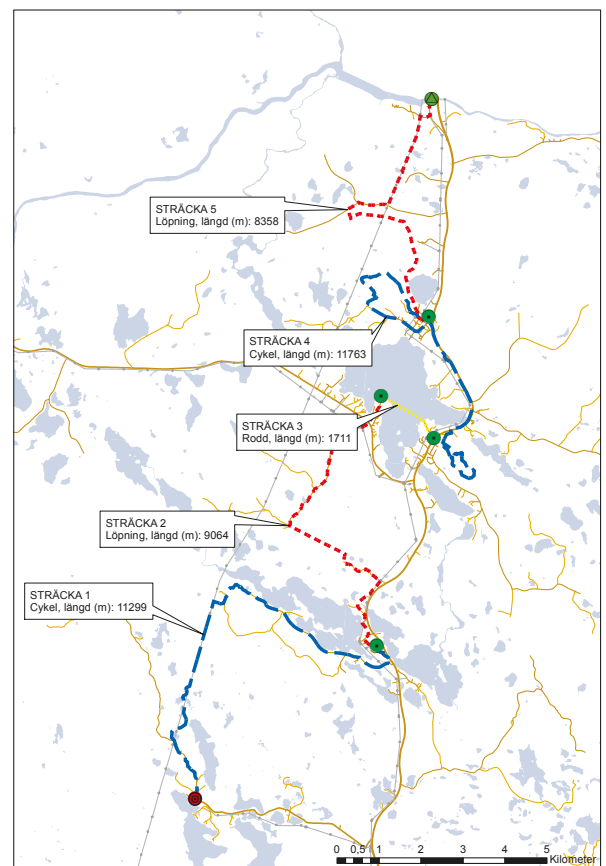 STRÄCKA 5
Löpning, längd (m): 8358
STRÄCKA 4
Cykel, längd (m): 11763
STRÄCKA 3
Rodd, längd (m): 1711
STRÄCKA 2
Löpning, längd (m): 9064
STRÄCKA 1
Cykel, längd (m): 11299
0 0,5 1 2 3 4 5
Kilometer